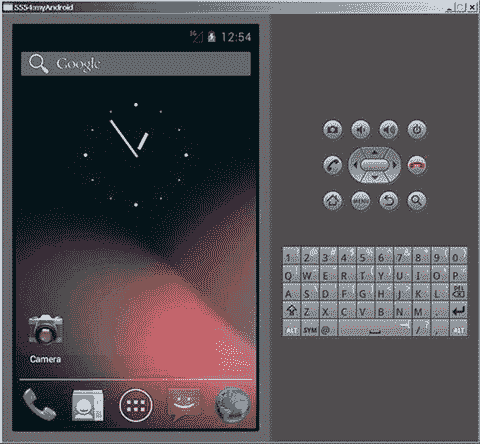 5554:myAndroid
3G 12:54
Google
MENU
1 2 3 4 5 6 7 8 9 0
Q W E R T Y U I O P
A S D F G H J K L DEL
Z X C V B N M .
ALT SYM @ / , ALT
Camera